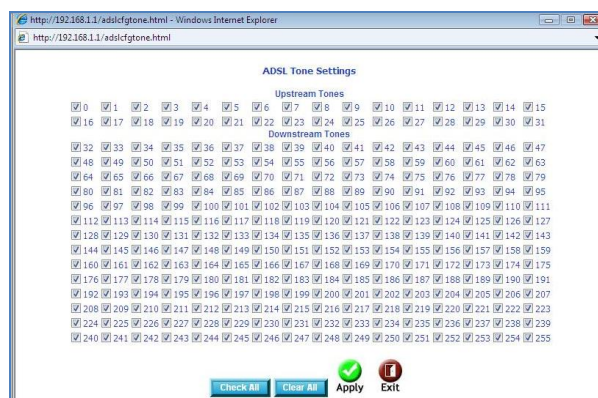 http://192.168.1.1/adslcfgtone.html - Windows Internet Explorer
http://192.168.1.1/adslcfgtone.html
ADSL Tone Settings
Upstream Tones
0 1 2 3 4 5 6 7 8 9 10 11 12 13 14 15
16 17 18 19 20 21 22 23 24 25 26 27 28 29 30 31
Downstream Tones
32 33 34 35 36 37 38 39 40 41 42 43 44 45 46 47
48 49 50 51 52 53 54 55 56 57 58 59 60 61 62 63
64 65 66 67 68 69 70 71 72 73 74 75 76 77 78 79
80 81 82 83 84 85 86 87 88 89 90 91 92 93 94 95
96 97 98 99 100 101 102 103 104 105 106 107 108 109 110 111
112 113 114 115 116 117 118 119 120 121 122 123 124 125 126 127
128 129 130 131 132 133 134 135 136 137 138 139 140 141 142 143
144 145 146 147 148 149 150 151 152 153 154 155 156 157 158 159
160 161 162 163 164 165 166 167 168 169 170 171 172 173 174 175
176 177 178 179 180 181 182 183 184 185 186 187 188 189 190 191
192 193 194 195 196 197 198 199 200 201 202 203 204 205 206 207
208 209 210 211 212 213 214 215 216 217 218 219 220 221 222 223
224 225 226 227 228 229 230 231 232 233 234 235 236 237 238 239
240 241 242 243 244 245 246 247 248 249 250 251 252 253 254 255
Check All Clear All Apply Exit